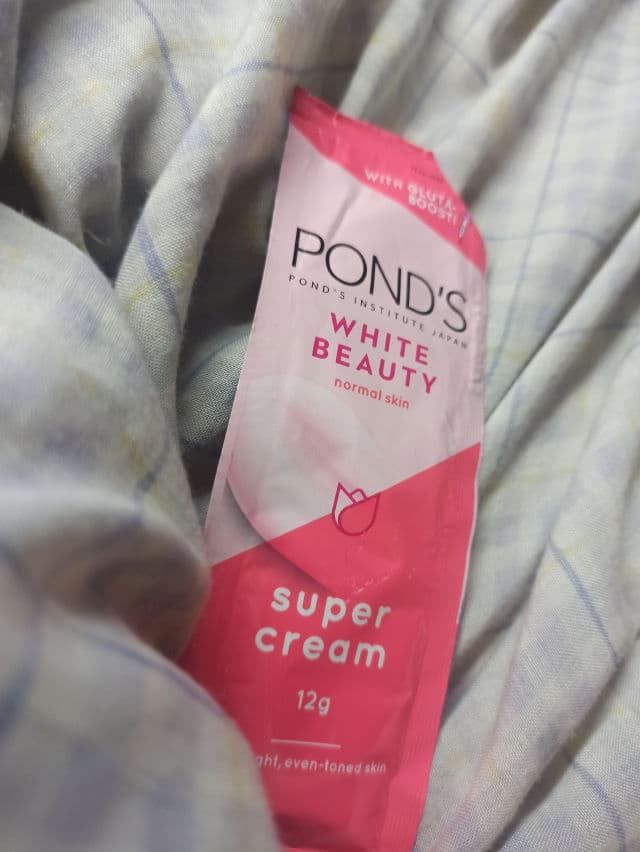 WITH GLUTA-
BOOST!
POND'S
POND'S INSTITUTE JAPAN
WHITE
BEAUTY
normal skin
super
cream
12g
even-toned skin